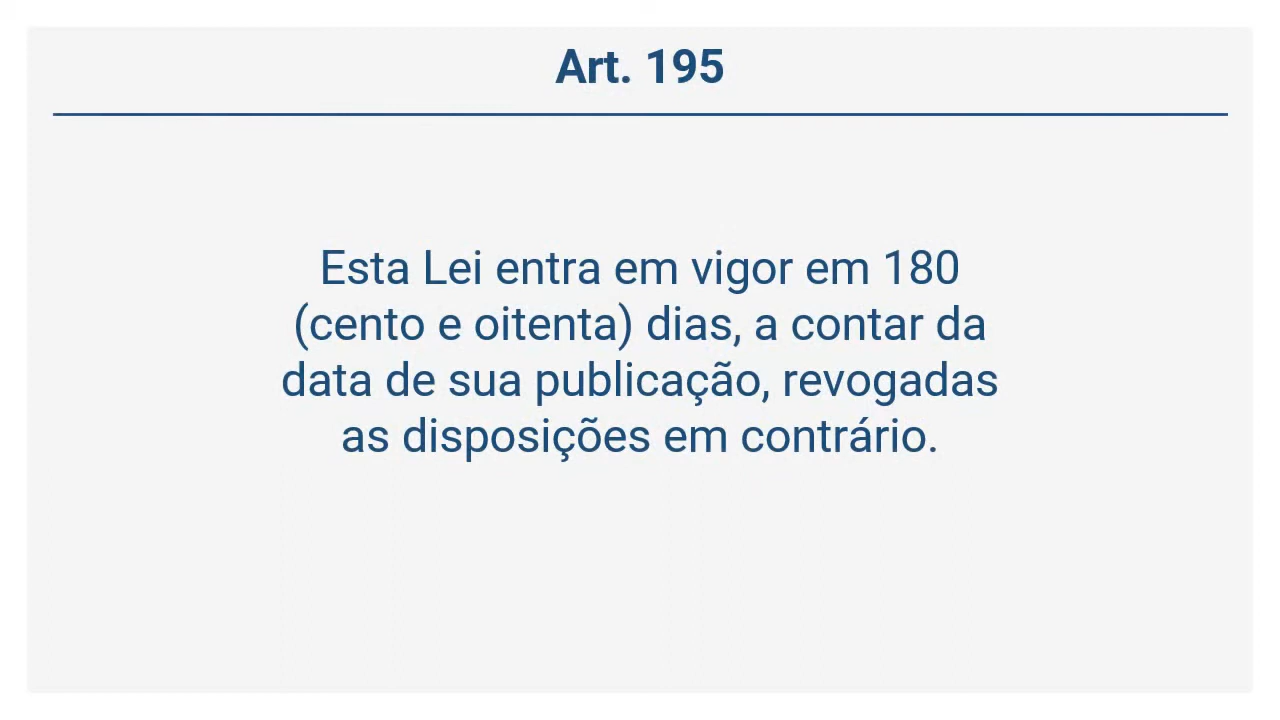 Art. 195
Esta Lei entra em vigor em 180
(cento e oitenta) dias, a contar da
data de sua publicação, revogadas
as disposições em contrário.